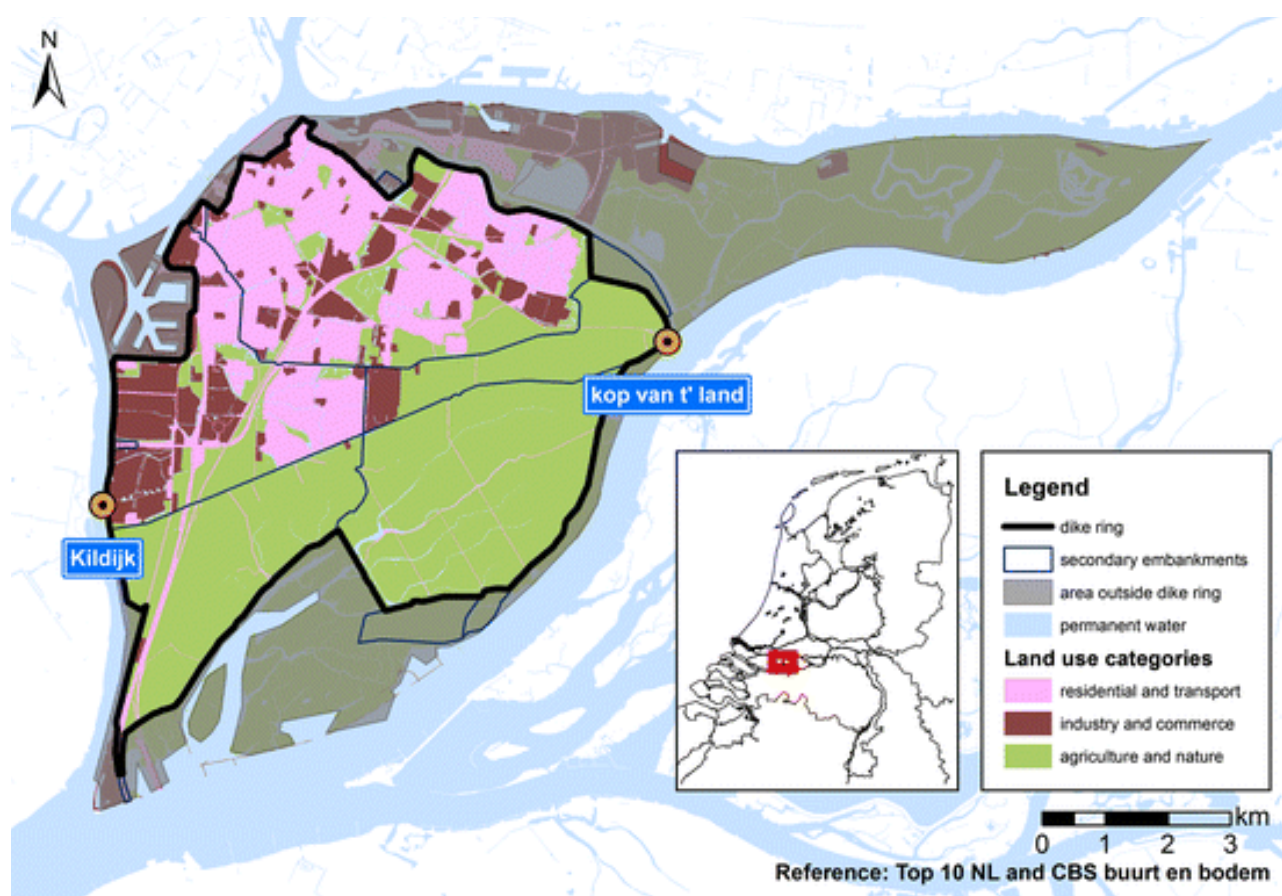 N
kop van t' land
Kildijk
Legend
dike ring
secondary embankments
area outside dike ring
permanent water
Land use categories
residential and transport
industry and commerce
agriculture and nature
km
0 1 2 3
Reference: Top 10 NL and CBS buurt en bodem